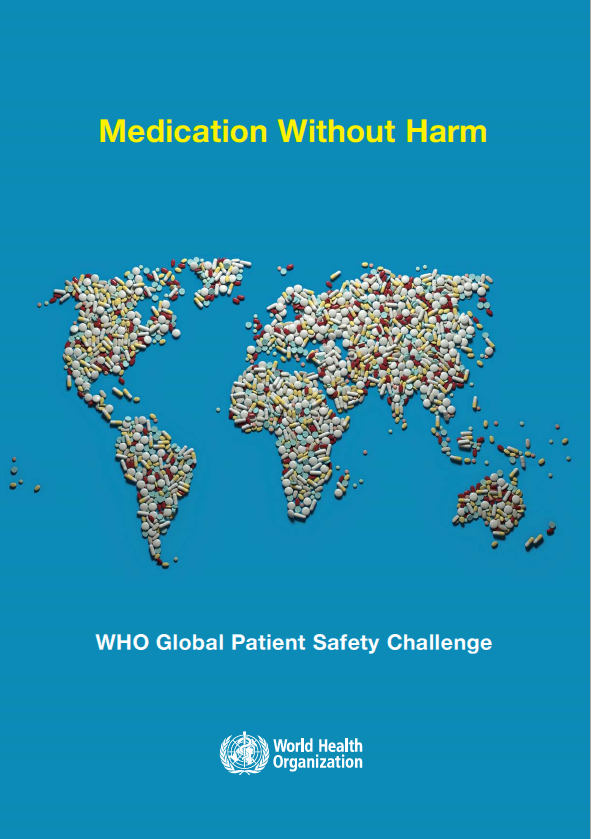 Medication Without Harm
WHO Global Patient Safety Challenge
World Health
Organization